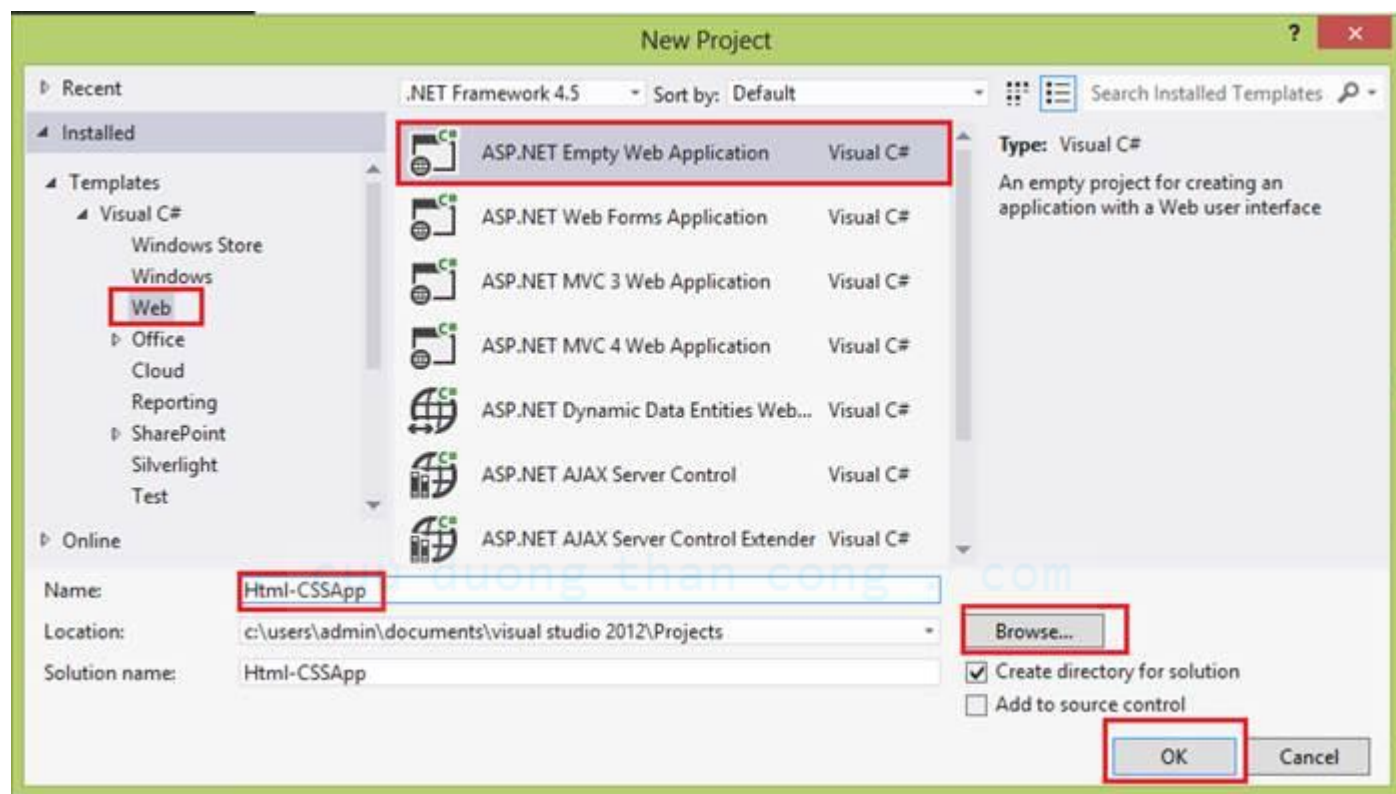 New Project
?
Recent
.NET Framework 4.5
Sort by: Default
Search Installed Templates
Installed
Templates
Visual C#
Windows Store
Windows
Web
Office
Cloud
Reporting
SharePoint
Silverlight
Test
Online
ASP.NET Empty Web Application Visual C#
ASP.NET Web Forms Application Visual C#
ASP.NET MVC 3 Web Application Visual C#
ASP.NET MVC 4 Web Application Visual C#
ASP.NET Dynamic Data Entities Web... Visual C#
ASP.NET AJAX Server Control Visual C#
ASP.NET AJAX Server Control Extender Visual C#
Type: Visual C#
An empty project for creating an
application with a Web user interface
duong than cong . com
Name: Html-CSSApp
Location: c:\users\admin\documents\visual studio 2012\Projects
Browse...
Solution name: Html-CSSApp
Create directory for solution
Add to source control
OK
Cancel